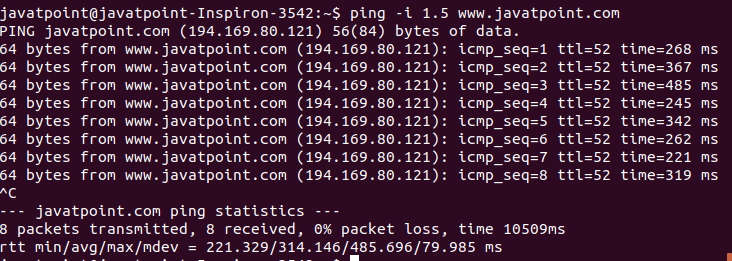 javatpoint@javatpoint-Inspiron-3542:~$ ping -i 1.5 www.javatpoint.com
PING javatpoint.com (194.169.80.121) 56(84) bytes of data.
64 bytes from www.javatpoint.com (194.169.80.121): icmp_seq=1 ttl=52 time=268 ms
64 bytes from www.javatpoint.com (194.169.80.121): icmp_seq=2 ttl=52 time=367 ms
64 bytes from www.javatpoint.com (194.169.80.121): icmp_seq=3 ttl=52 time=485 ms
64 bytes from www.javatpoint.com (194.169.80.121): icmp_seq=4 ttl=52 time=245 ms
64 bytes from www.javatpoint.com (194.169.80.121): icmp_seq=5 ttl=52 time=342 ms
64 bytes from www.javatpoint.com (194.169.80.121): icmp_seq=6 ttl=52 time=262 ms
64 bytes from www.javatpoint.com (194.169.80.121): icmp_seq=7 ttl=52 time=221 ms
64 bytes from www.javatpoint.com (194.169.80.121): icmp_seq=8 ttl=52 time=319 ms
^C
--- javatpoint.com ping statistics ---
8 packets transmitted, 8 received, 0% packet loss, time 10509ms
rtt min/avg/max/mdev = 221.329/314.146/485.696/79.985 ms